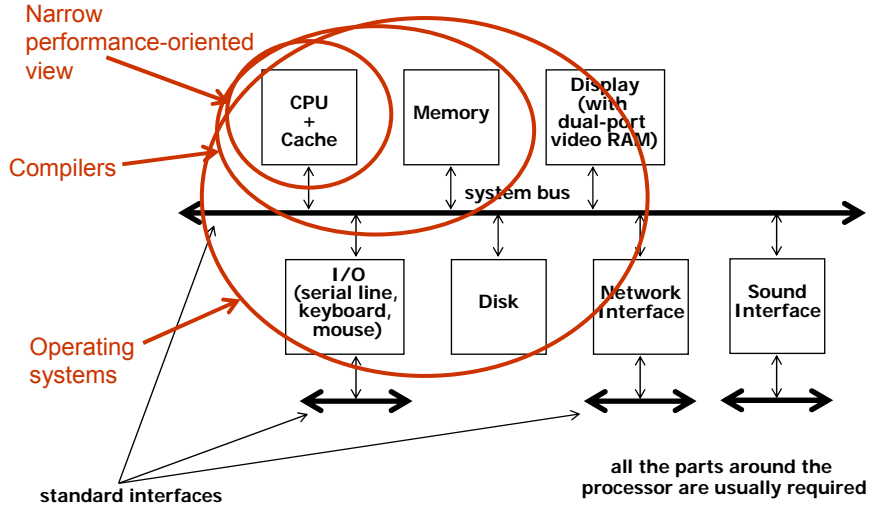 Narrow
performance-oriented
view
Compilers
Operating
systems
CPU
+
Cache
Memory
Display
(with
dual-port
video RAM)
system bus
I/O
(serial line,
keyboard,
mouse)
Disk
Network
Interface
Sound
Interface
standard interfaces
all the parts around the
processor are usually required